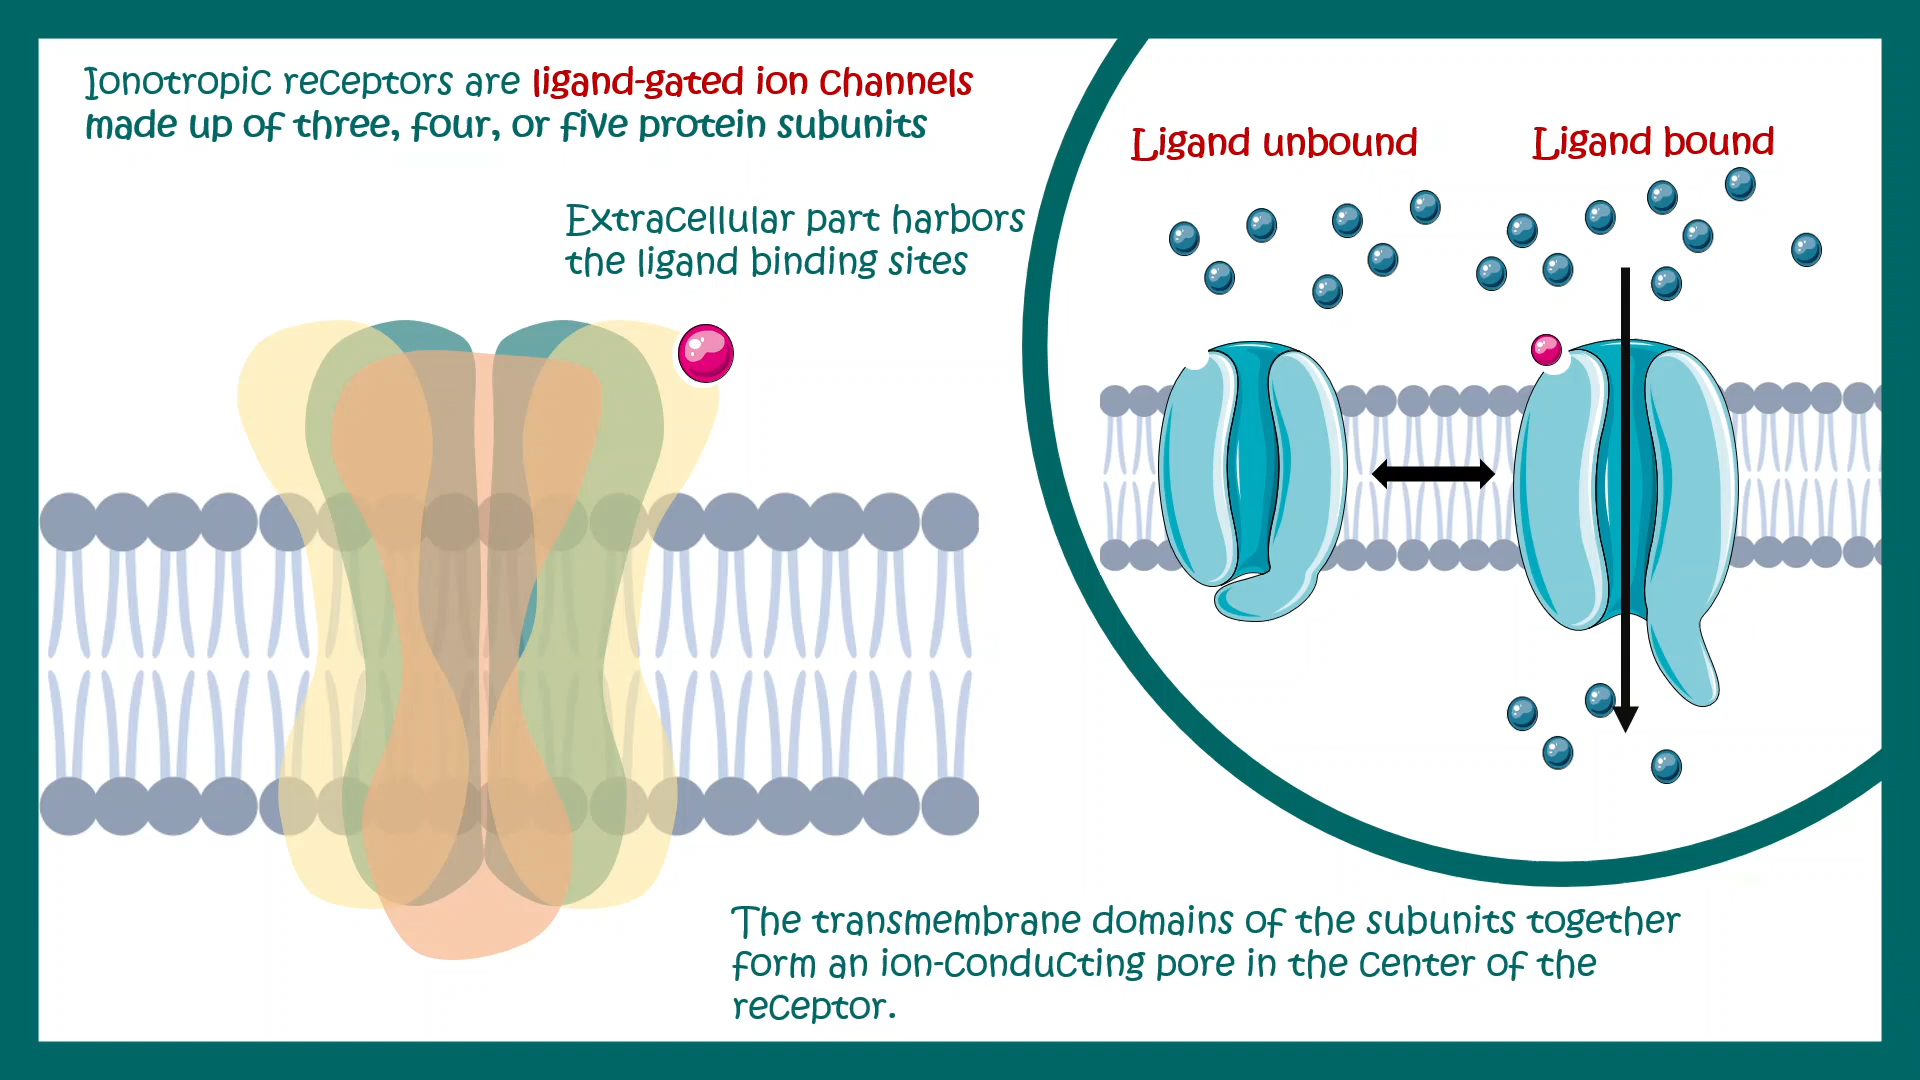 Ionotropic receptors are ligand-gated ion channels
made up of three, four, or five protein subunits
Extracellular part harbors
the ligand binding sites
Ligand unbound
Ligand bound
The transmembrane domains of the subunits together
form an ion-conducting pore in the center of the
receptor.